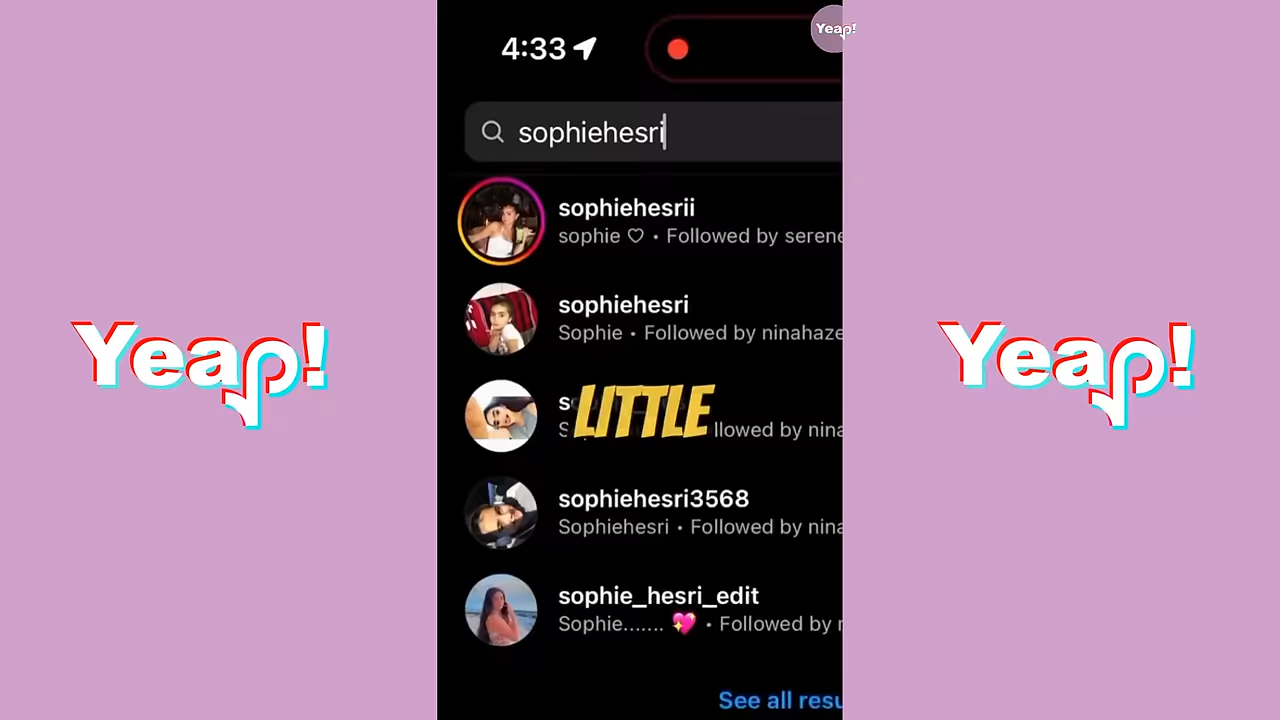 Yeap!
4:33
sophiehesri
sophiehesrii
sophie ♡ • Followed by serene
sophiehesri
Sophie • Followed by ninahaze
LITTLE
llowed by nina
sophiehesri3568
Sophiehesri • Followed by nina
sophie_hesri_edit
Sophie....... 💖 • Followed by
See all resu
Yeap!
Yeap!